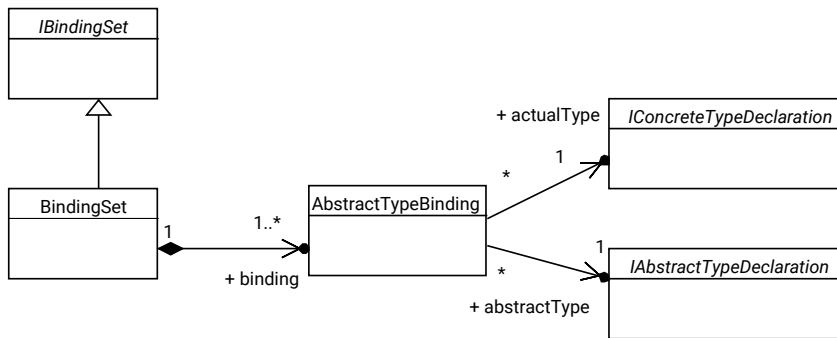 IBindingSet
+ actualType
IConcreteTypeDeclaration
1
*
BindingSet
AbstractTypeBinding
1
1..*
+ binding
1
*
IAbstractTypeDeclaration
+ abstractType